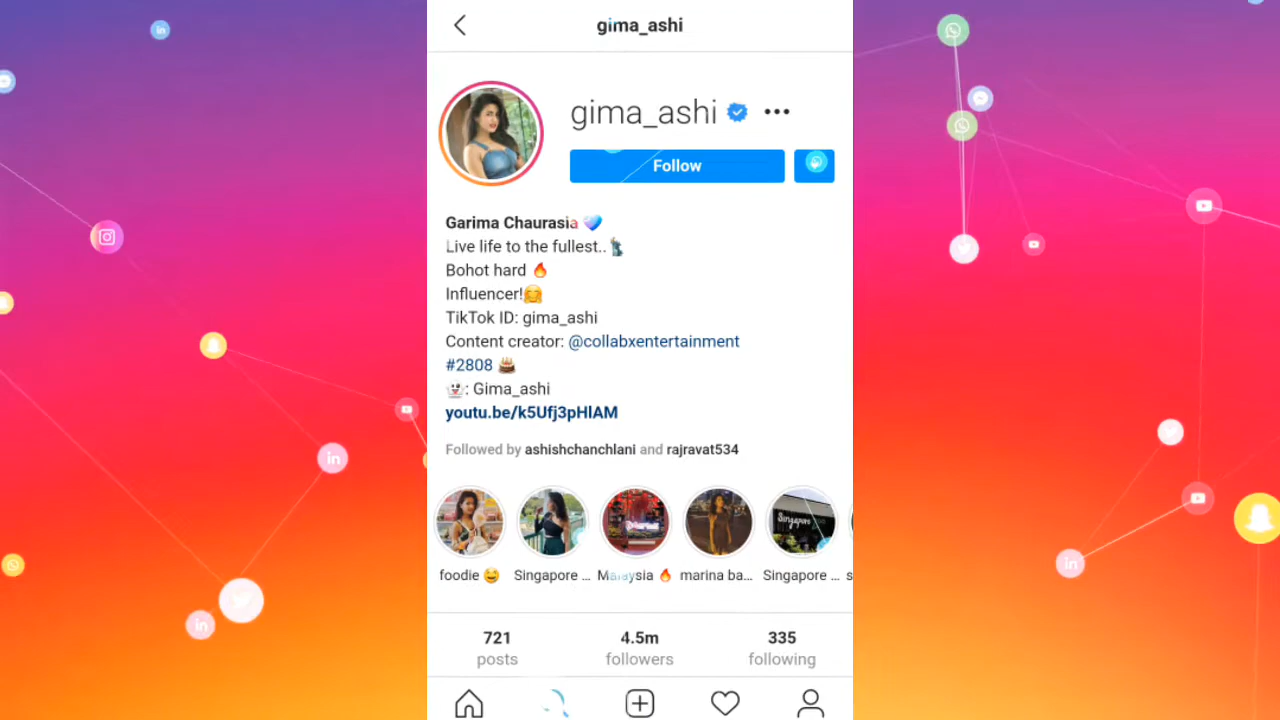 gima_ashi
gima_ashi
Follow
Garima Chaurasia
Live life to the fullest..
Bohot hard
Influencer!
TikTok ID: gima_ashi
Content creator: @collabxentertainment
#2808
: Gima_ashi
youtu.be/k5Ufj3pHlAM
Followed by ashishchanchlani and rajravat534
Singapore
foodie Singapore ... Malaysia marina ba... Singapore ... s
721 4.5m 335
posts followers following